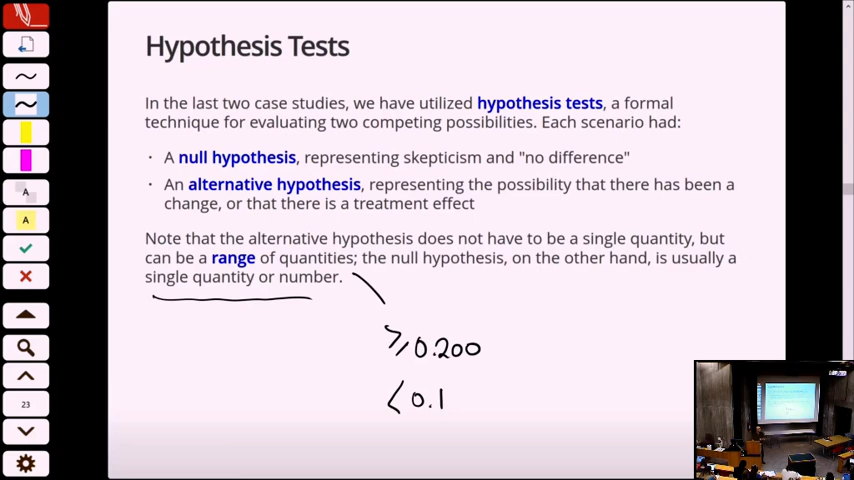 Hypothesis Tests
In the last two case studies, we have utilized hypothesis tests, a formal
technique for evaluating two competing possibilities. Each scenario had:
· A null hypothesis, representing skepticism and "no difference"
· An alternative hypothesis, representing the possibility that there has been a
change, or that there is a treatment effect
Note that the alternative hypothesis does not have to be a single quantity, but
can be a range of quantities; the null hypothesis, on the other hand, is usually a
single quantity or number.
≥ 0.200
< 0.1
A
A
23